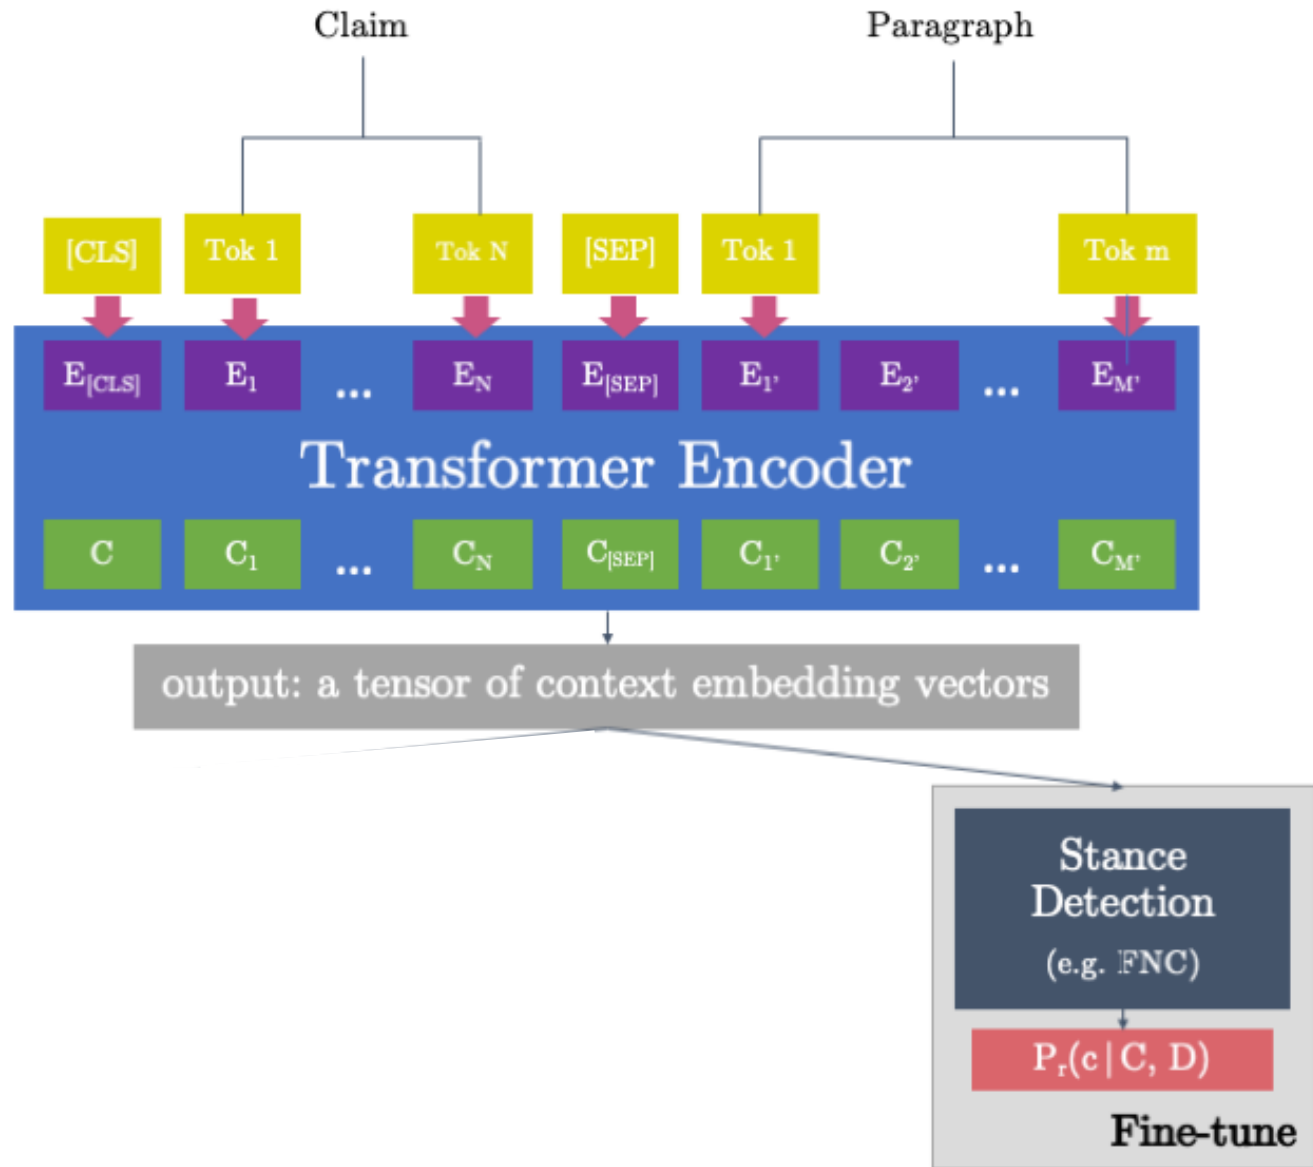 Claim Paragraph
[CLS] Tok 1 Tok N [SEP] Tok 1 Tok m
E[CLS] E1 ... EN E[SEP] E1' E2' ... EM'
Transformer Encoder
C C1 ... CN C[SEP] C1' C2' ... CM'
output: a tensor of context embedding vectors
Stance
Detection
(e.g. FNC)
Pr(c | C, D)
Fine-tune